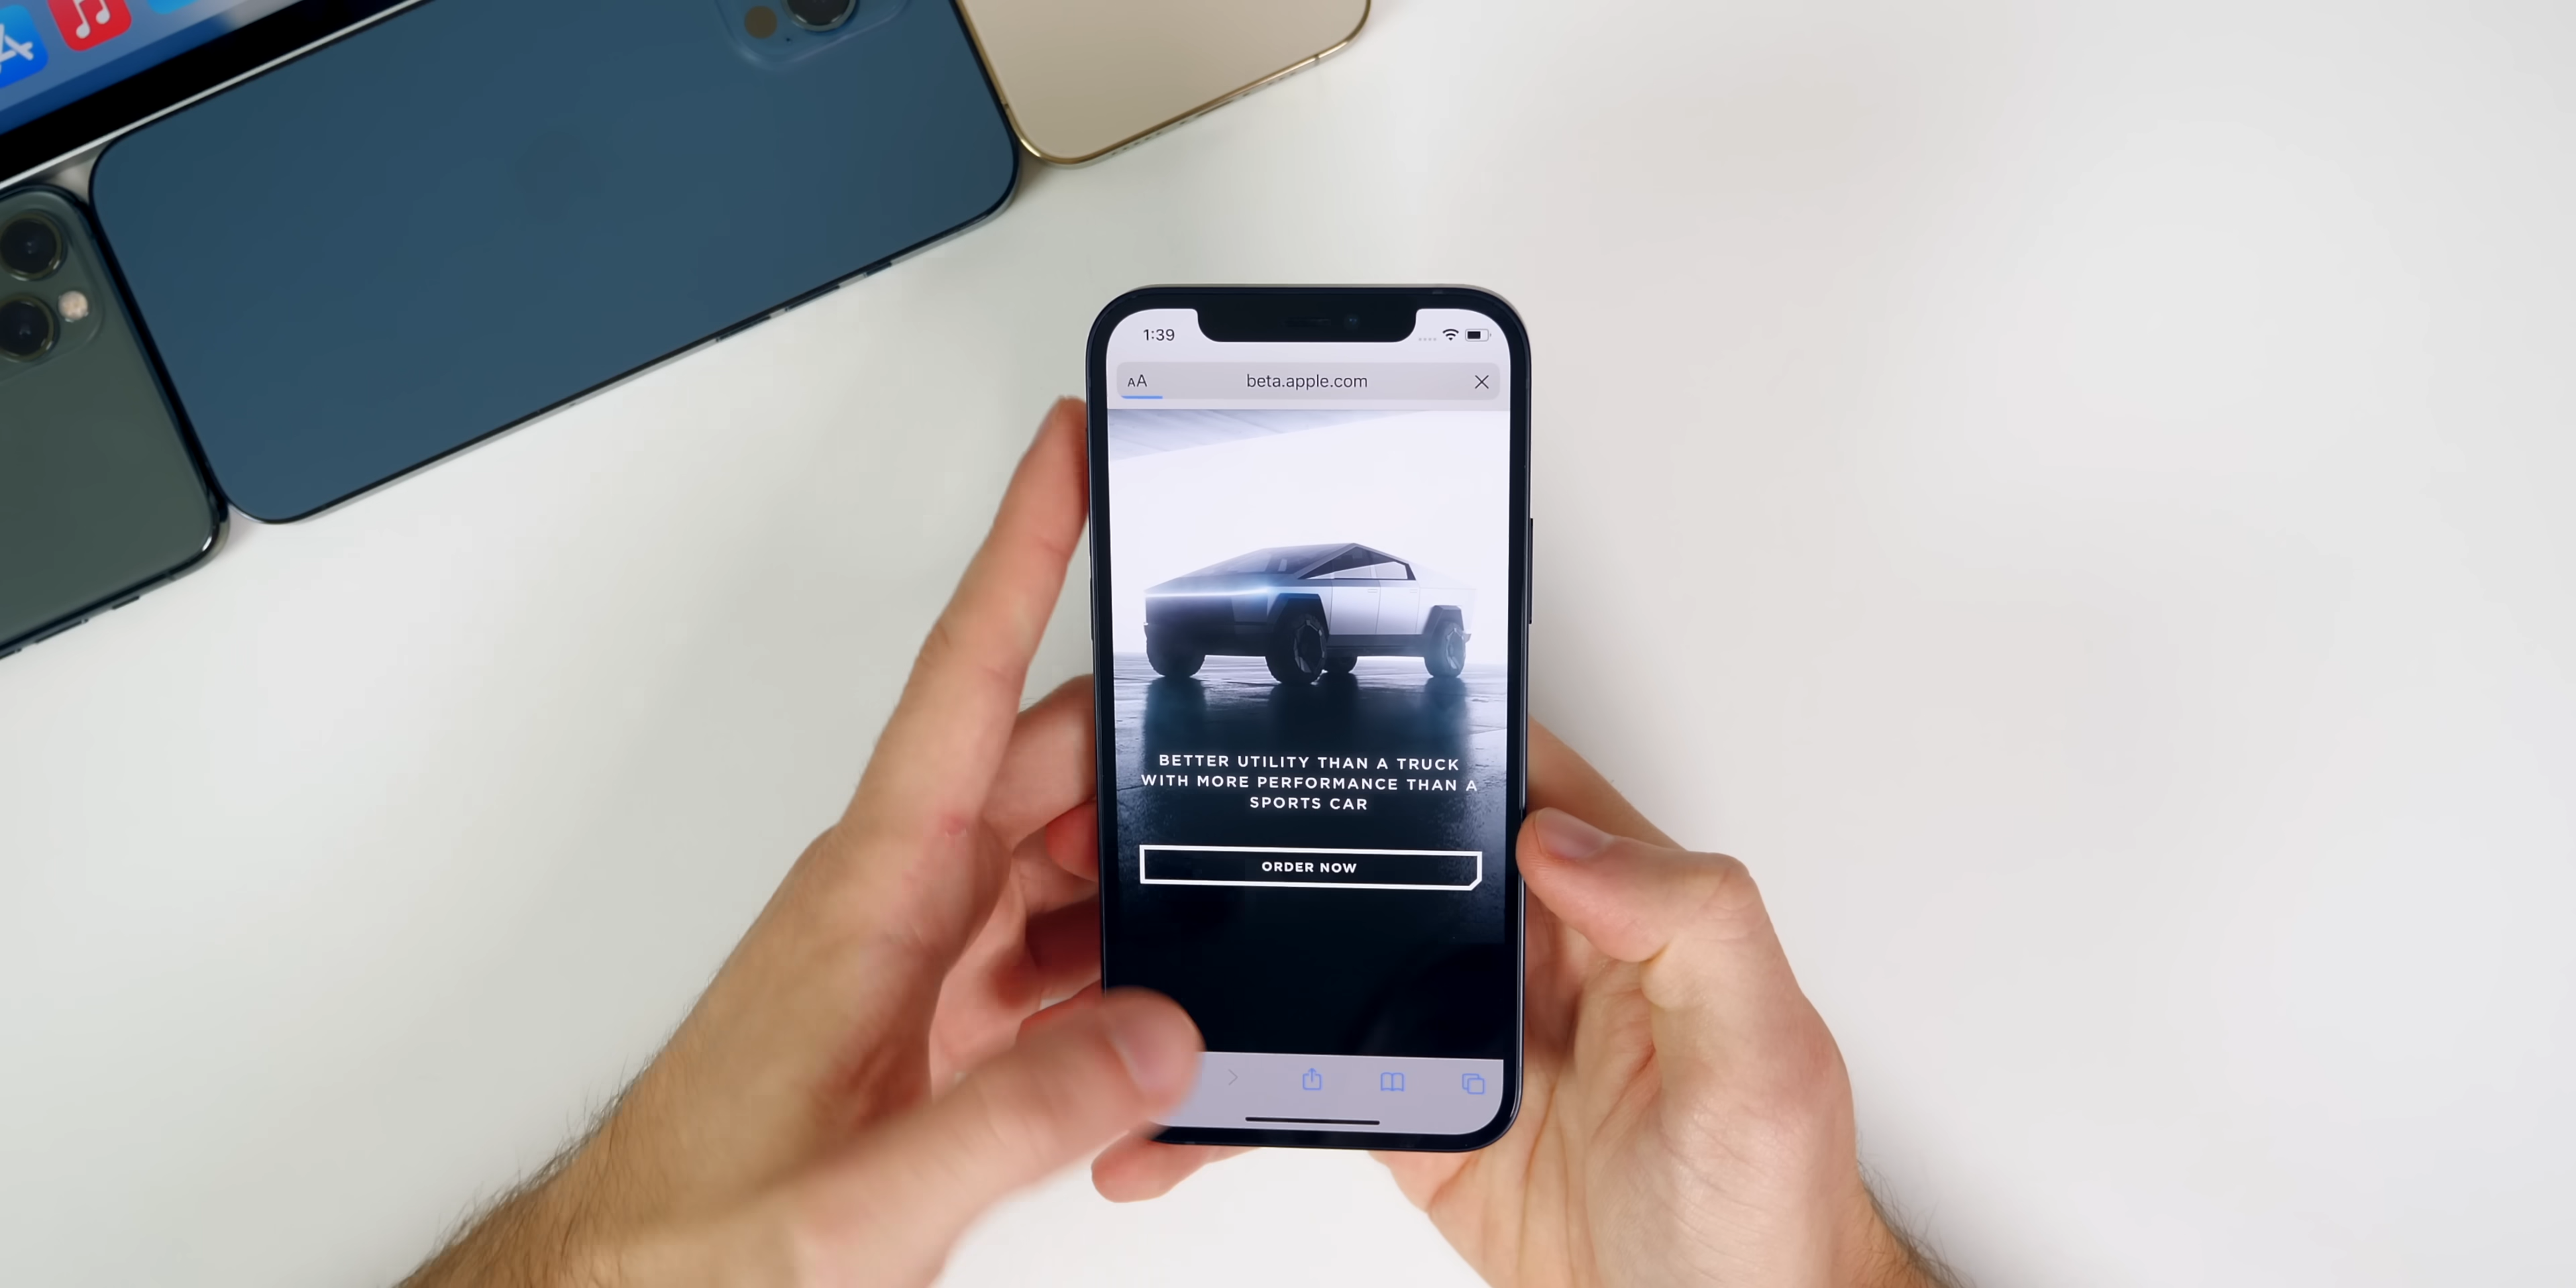 1:39
AA beta.apple.com
BETTER UTILITY THAN A TRUCK
WITH MORE PERFORMANCE THAN A
SPORTS CAR
ORDER NOW